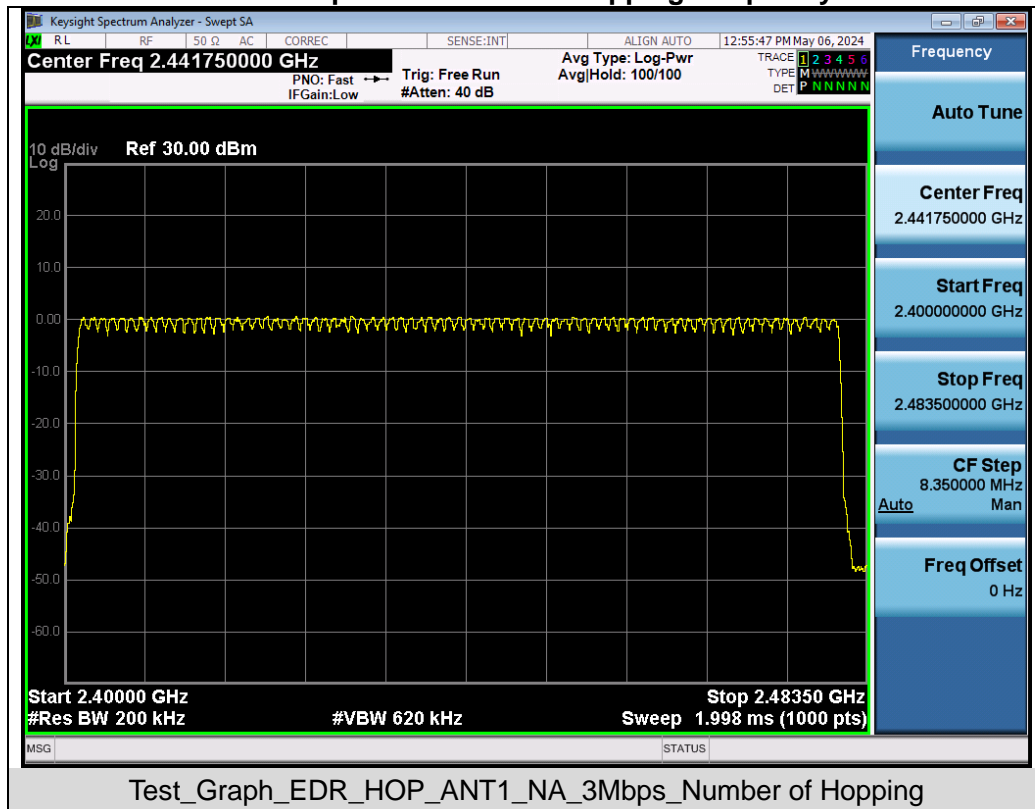 Keysight Spectrum Analyzer - Swept SA
LXI RL RF 50 Ω AC CORREC SENSE:INT ALIGN AUTO 12:55:47 PM May 06, 2024
Center Freq 2.441750000 GHz
PNO: Fast
IFGain:Low
Trig: Free Run
#Atten: 40 dB
Avg Type: Log-Pwr
Avg|Hold: 100/100
TRACE 1 2 3 4 5 6
TYPE M WWWWW
DET P N N N N N
10 dB/div Ref 30.00 dBm
Log
20.0
10.0
0.00
-10.0
-20.0
-30.0
-40.0
-50.0
-60.0
Start 2.40000 GHz Stop 2.48350 GHz
#Res BW 200 kHz #VBW 620 kHz Sweep 1.998 ms (1000 pts)
MSG STATUS
Frequency
Auto Tune
Center Freq
2.441750000 GHz
Start Freq
2.400000000 GHz
Stop Freq
2.483500000 GHz
CF Step
8.350000 MHz
Auto Man
Freq Offset
0 Hz
Test_Graph_EDR_HOP_ANT1_NA_3Mbps_Number of Hopping